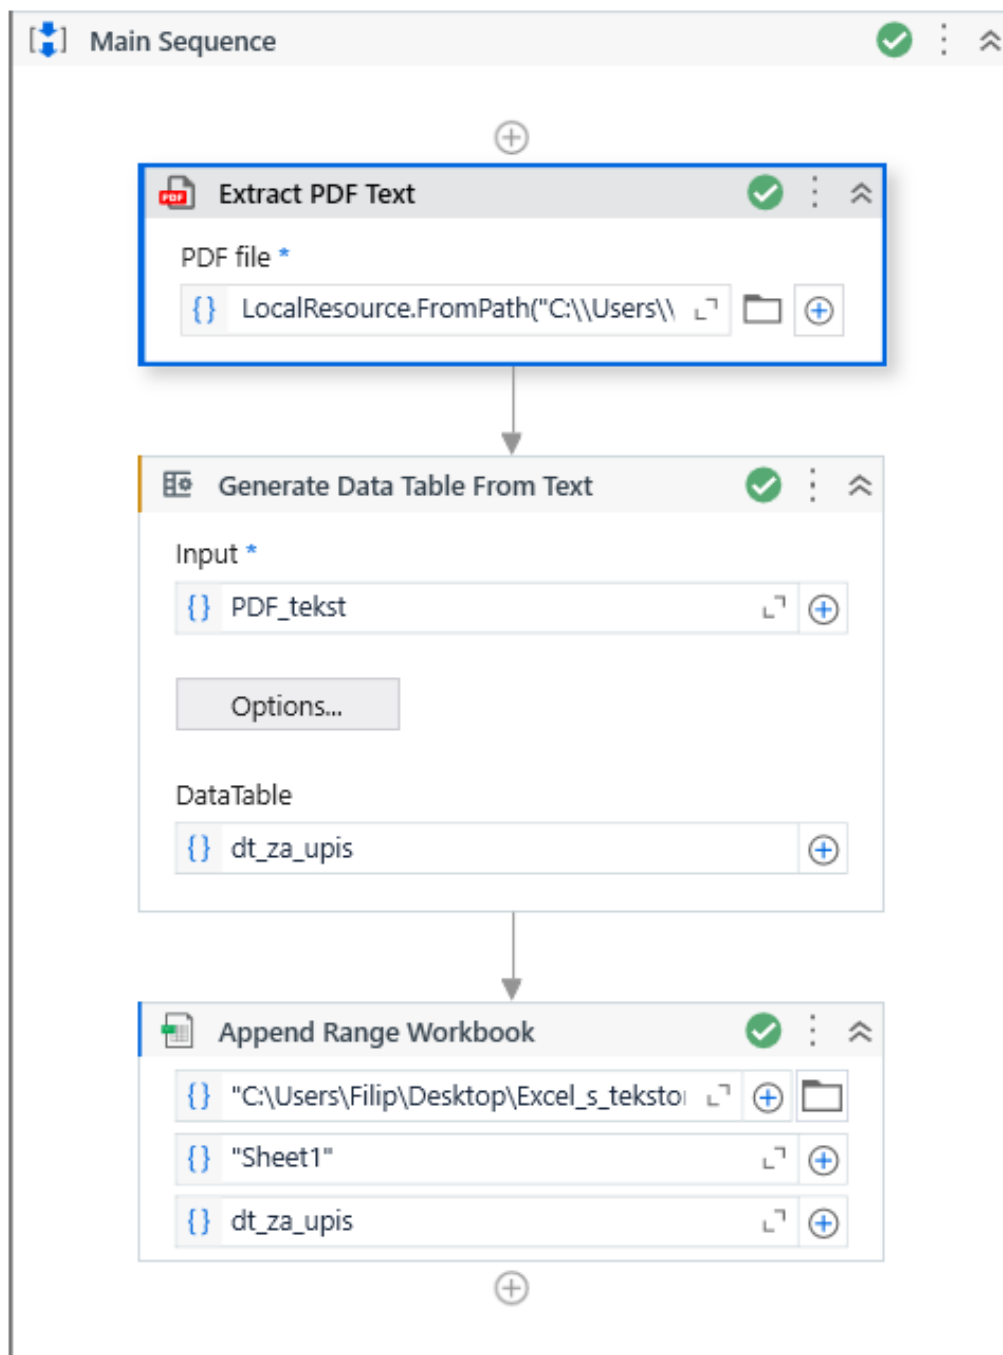 Main Sequence
PDF
Extract PDF Text
PDF file *
{} LocalResource.FromPath("C:\\Users\\
Generate Data Table From Text
Input *
{} PDF_tekst
Options...
DataTable
{} dt_za_upis
Append Range Workbook
{} "C:\Users\Filip\Desktop\Excel_s_teksto
{} "Sheet1"
{} dt_za_upis